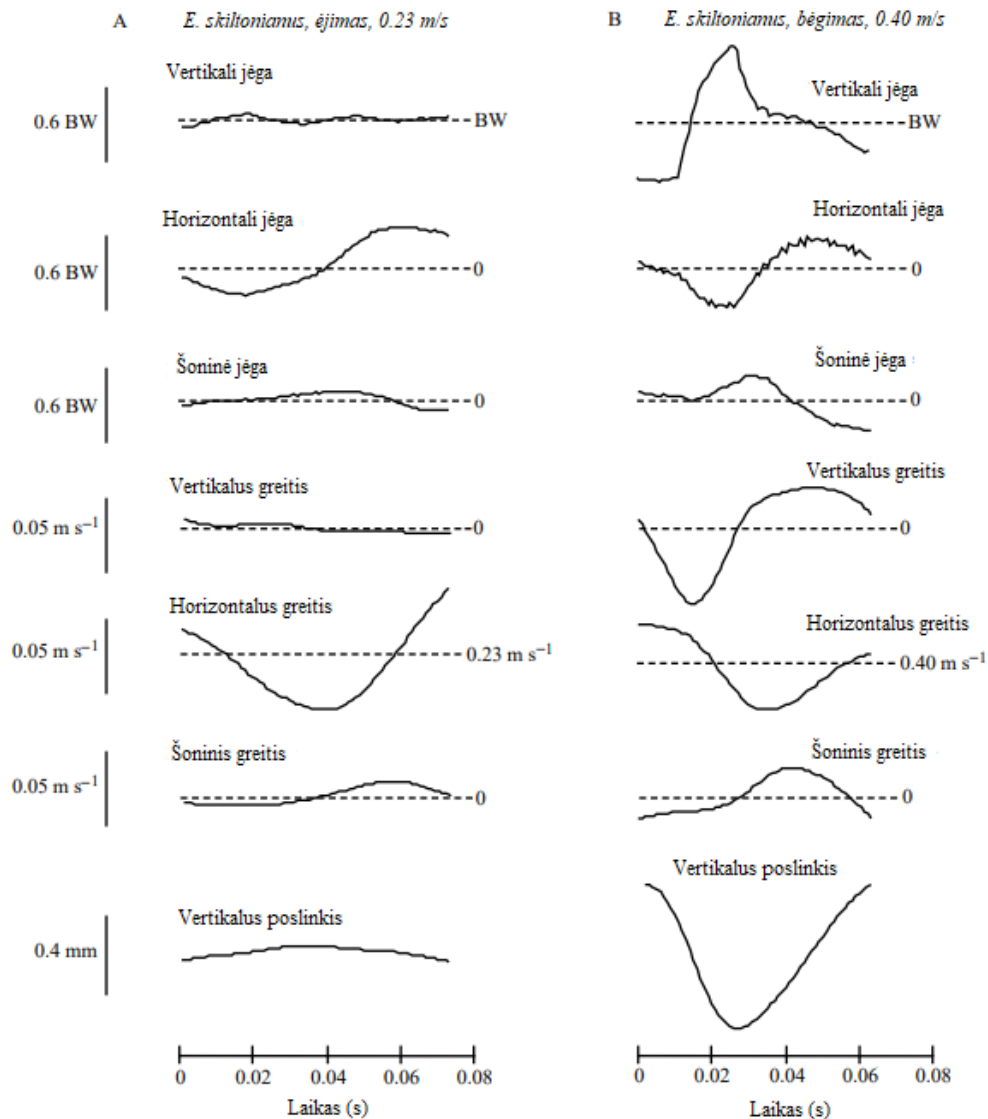 A E. skiltonianus, ėjimas, 0.23 m/s
Vertikali jėga
0.6 BW
BW
Horizontali jėga
0.6 BW
0
Šoninė jėga
0.6 BW
0
Vertikalus greitis
0.05 m s⁻¹
0
Horizontalus greitis
0.05 m s⁻¹
0.23 m s⁻¹
Šoninis greitis
0.05 m s⁻¹
0
Vertikalus poslinkis
0.4 mm
0 0.02 0.04 0.06 0.08
Laikas (s)
B E. skiltonianus, bėgimas, 0.40 m/s
Vertikali jėga
BW
Horizontali jėga
0
Šoninė jėga
0
Vertikalus greitis
0
Horizontalus greitis
0.40 m s⁻¹
Šoninis greitis
0
Vertikalus poslinkis
0 0.02 0.04 0.06 0.08
Laikas (s)